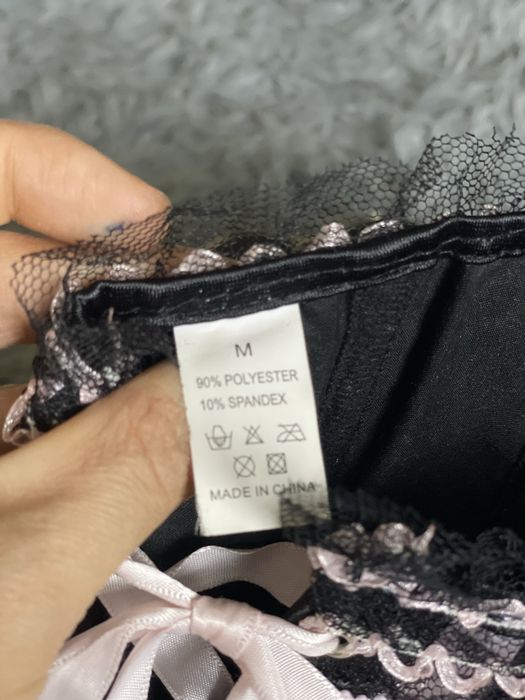 M
90% POLYESTER
10% SPANDEX
MADE IN CHINA